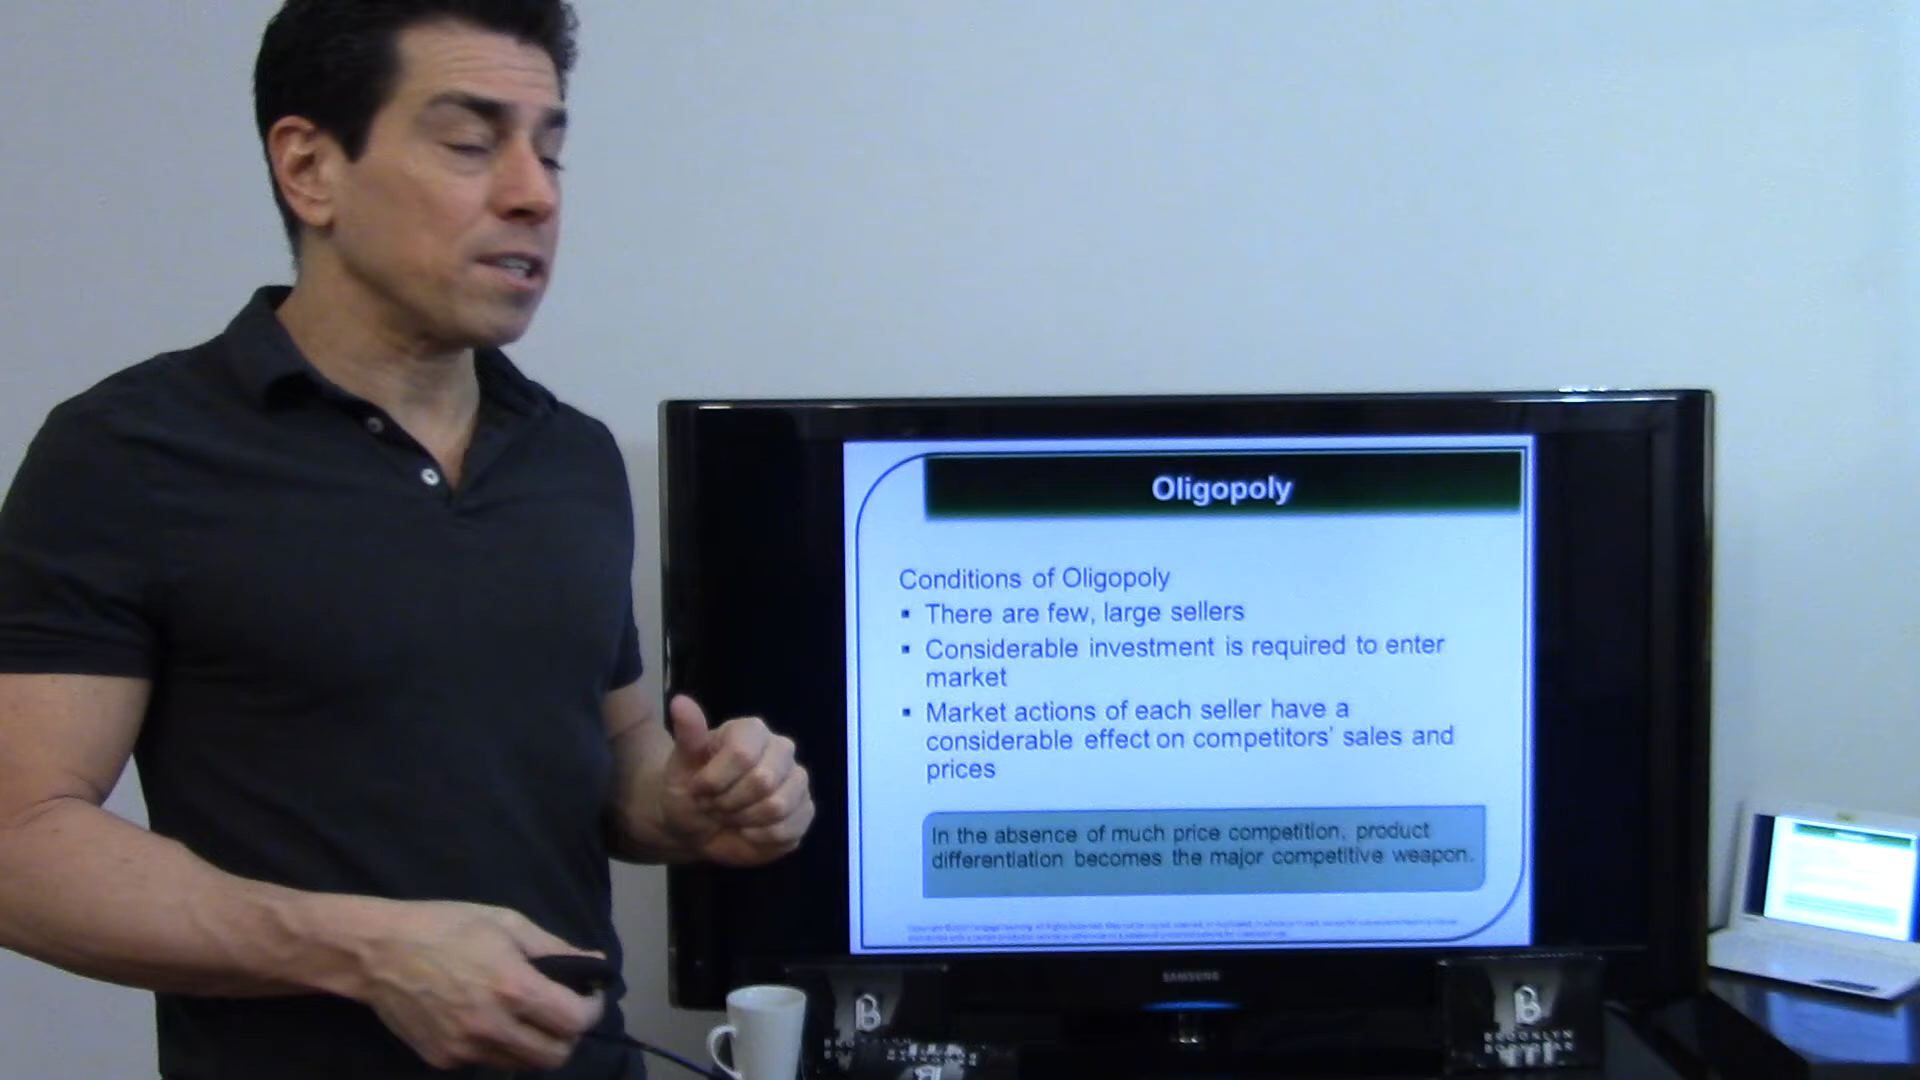 Oligopoly
Conditions of Oligopoly
▪ There are few, large sellers
▪ Considerable investment is required to enter
market
▪ Market actions of each seller have a
considerable effect on competitors' sales and
prices
In the absence of much price competition, product
differentiation becomes the major competitive weapon.
SAMSUNG
B
B
BROOKLYN